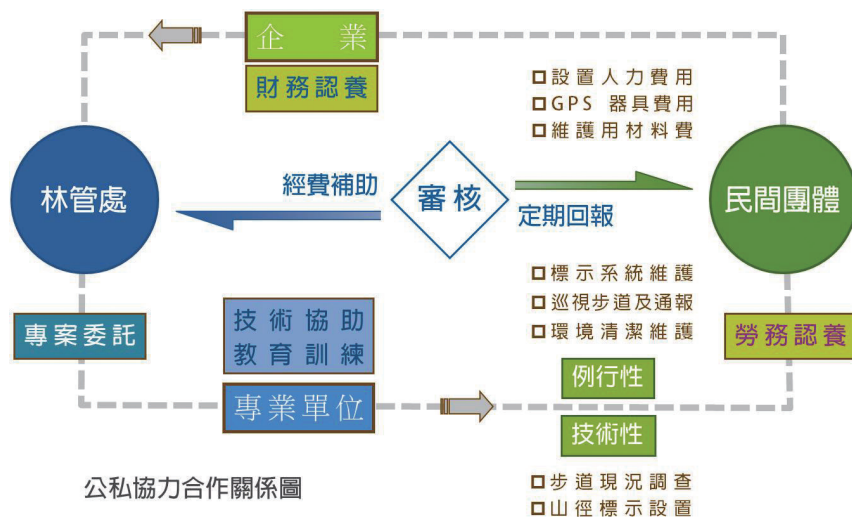 企業
財務認養
設置人力費用
GPS 器具費用
維護用材料費
林管處
經費補助
審核
定期回報
民間團體
標示系統維護
巡視步道及通報
環境清潔維護
專案委託
技術協助
教育訓練
專業單位
勞務認養
例行性
技術性
步道現況調查
山徑標示設置
公私協力合作關係圖